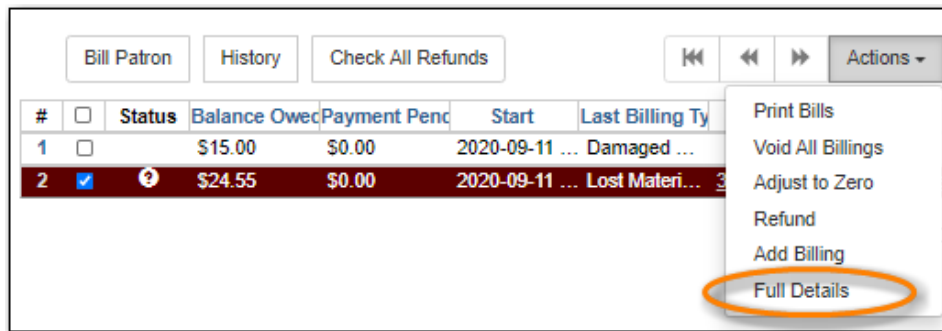 Bill Patron History Check All Refunds Actions
# Status Balance Owed Payment Pend Start Last Billing Ty
Print Bills
1 $15.00 $0.00 2020-09-11 ... Damaged ...
Void All Billings
2 $24.55 $0.00 2020-09-11 ... Lost Materi... 3
Adjust to Zero
Refund
Add Billing
Full Details